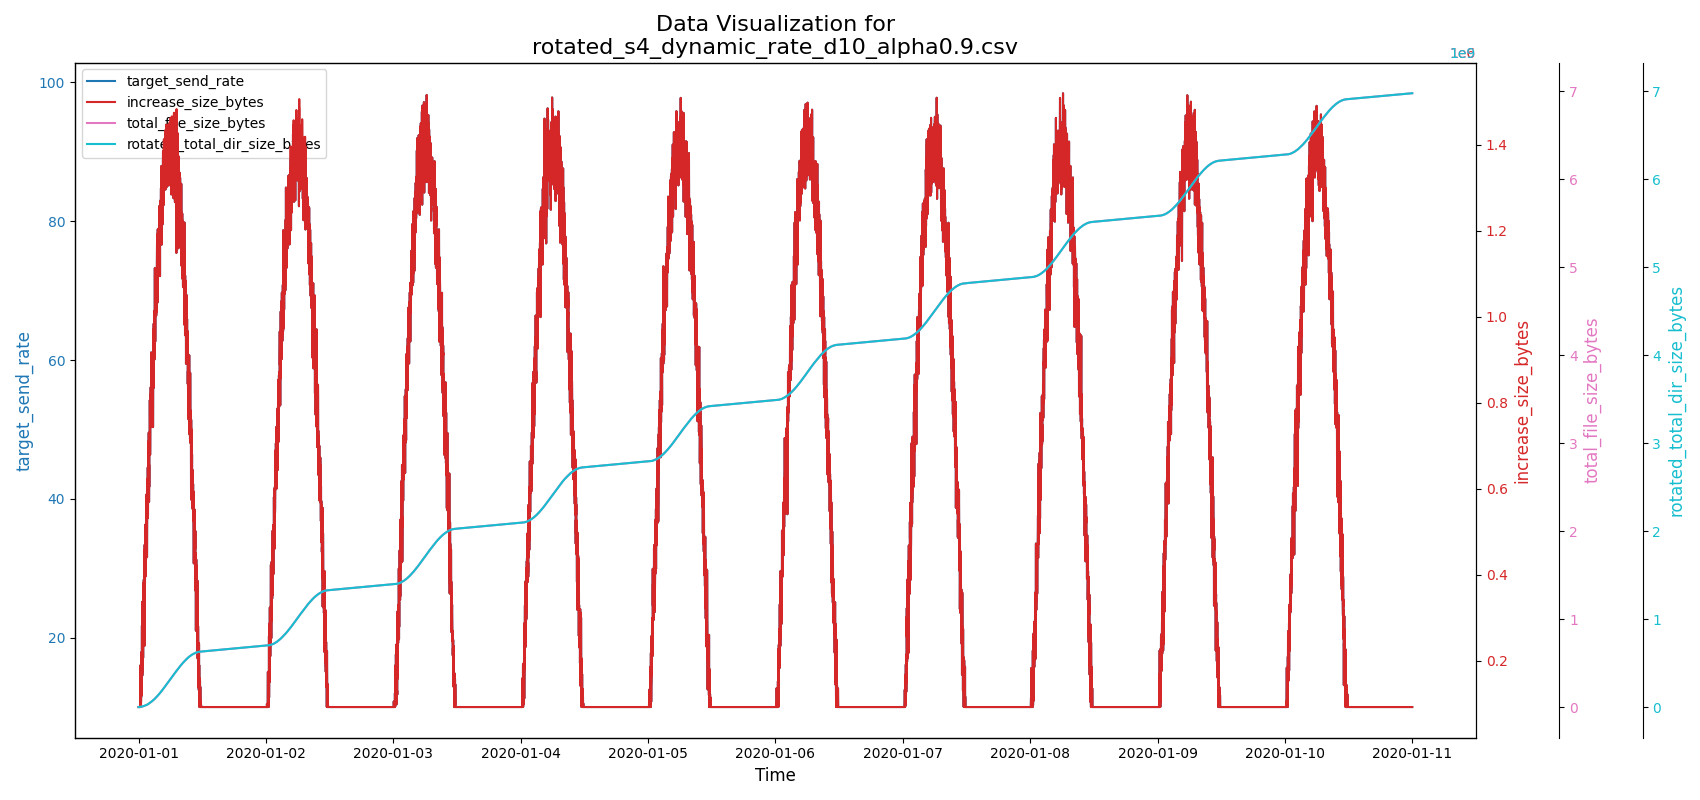 Data Visualization for
rotated_s4_dynamic_rate_d10_alpha0.9.csv
target_send_rate
increase_size_bytes
total_file_size_bytes
rotated_total_dir_size_bytes
100
80
60
40
20
target_send_rate
1.4
1.2
1.0
0.8
0.6
0.4
0.2
increase_size_bytes
7
6
5
4
3
2
1
0
total_file_size_bytes
7
6
5
4
3
2
1
0
rotated_total_dir_size_bytes
2020-01-01 2020-01-02 2020-01-03 2020-01-04 2020-01-05 2020-01-06 2020-01-07 2020-01-08 2020-01-09 2020-01-10 2020-01-11
Time